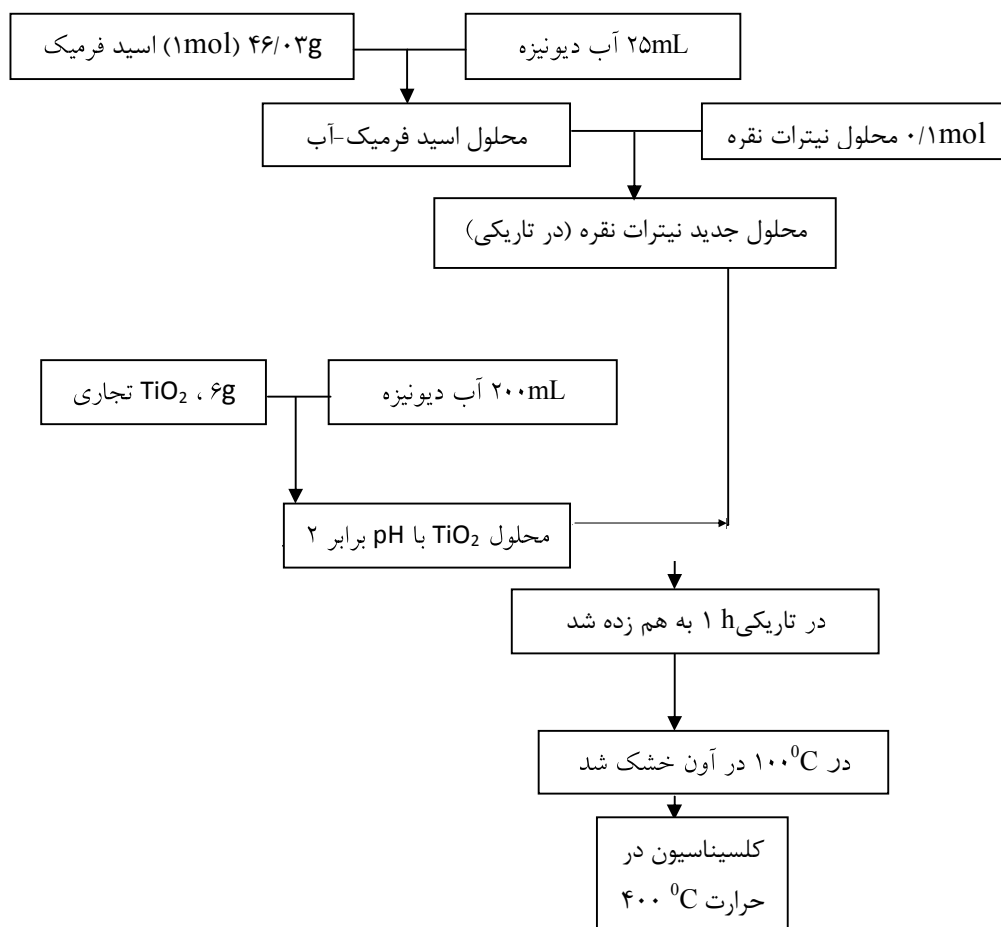 ۴۶/۰۳g (۱mol) اسید فرمیک
۲۵mL آب دیونیزه
محلول اسید فرمیک-آب
۰/۱mol محلول نیترات نقره
محلول جدید نیترات نقره (در تاریکی)
۶g ، TiO₂ تجاری
۲۰۰mL آب دیونیزه
محلول TiO₂ با pH برابر ۲
در تاریکی۱ h به هم زده شد
در ۱۰۰⁰C در آون خشک شد
کلسیناسیون در
حرارت ۴۰۰ ⁰C